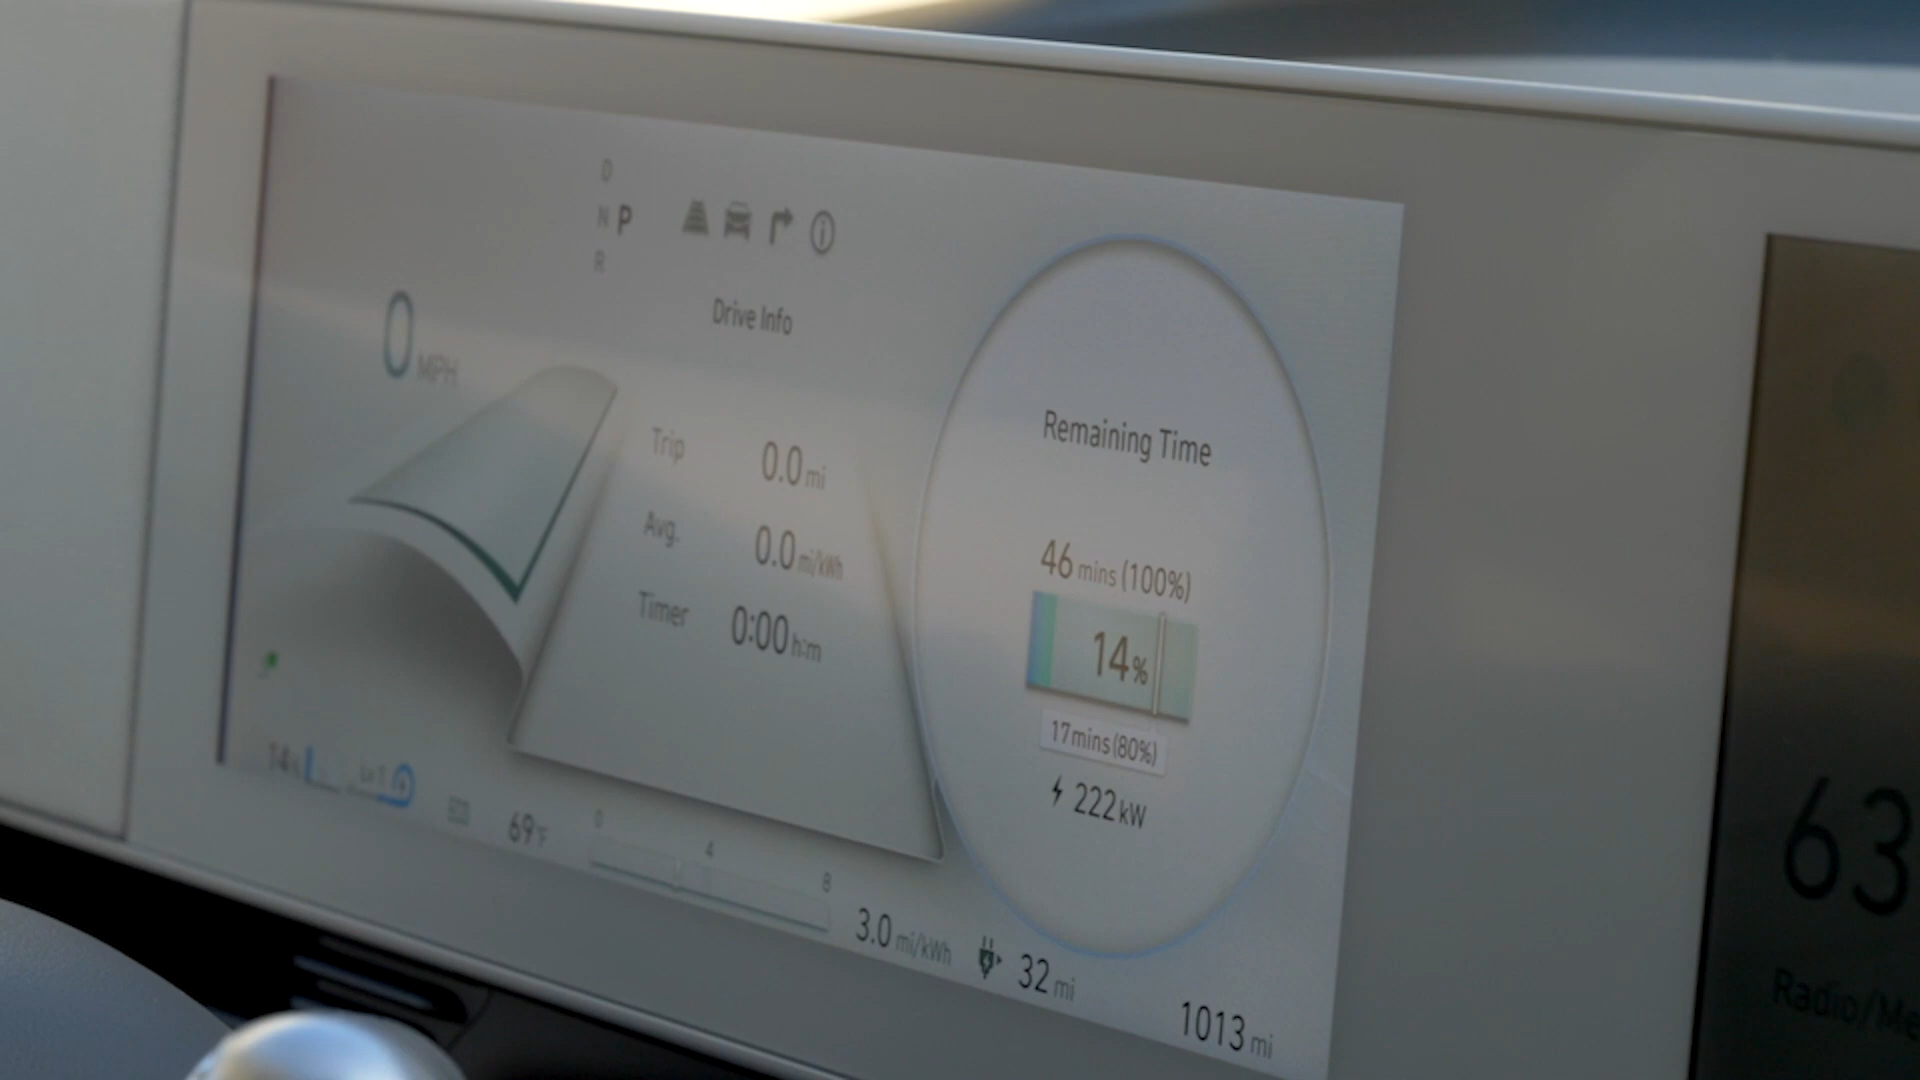 D
N P
R
0 MPH
Drive Info
Trip 0.0 mi
Avg. 0.0 mi/kWh
Timer 0:00 h:m
Remaining Time
46 mins (100%)
14%
17mins (80%)
222 kW
14%
69°F
0 4 8
3.0 mi/kWh
32 mi
1013 mi
63